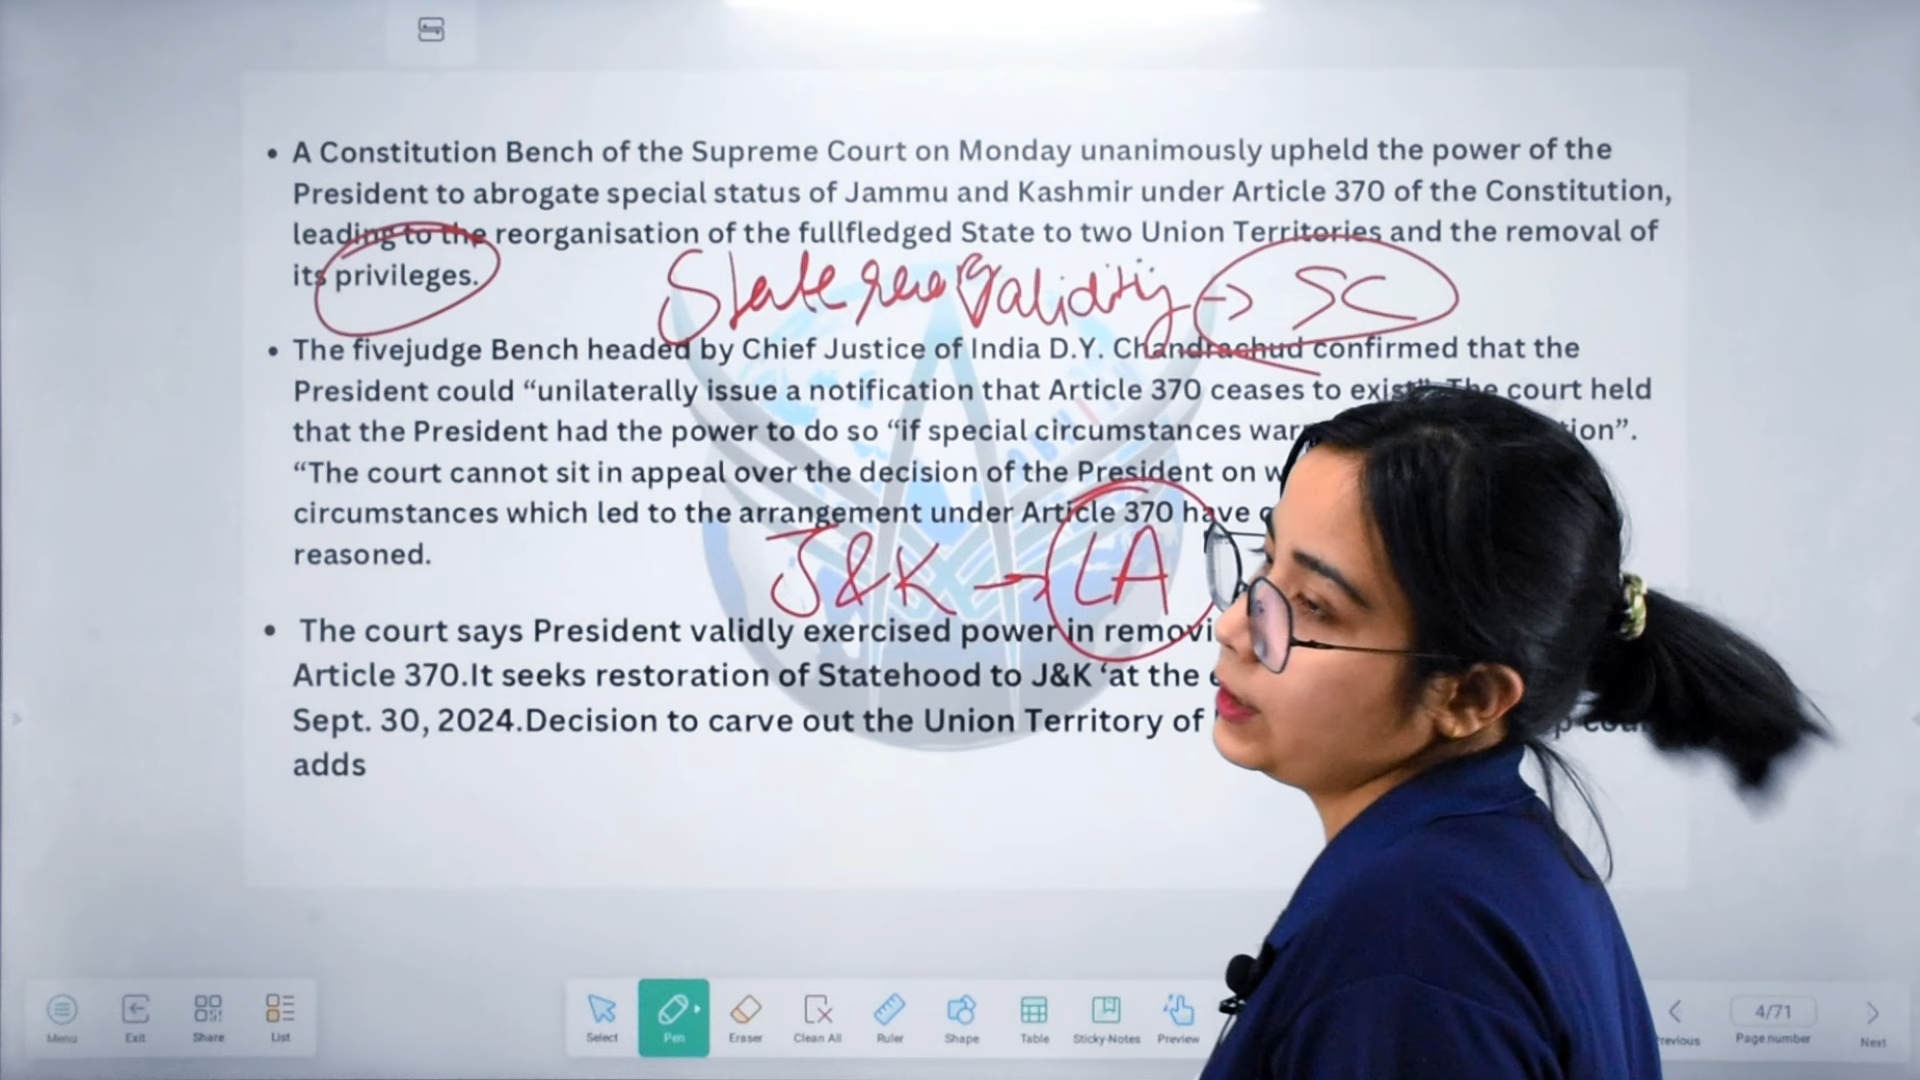 • A Constitution Bench of the Supreme Court on Monday unanimously upheld the power of the
President to abrogate special status of Jammu and Kashmir under Article 370 of the Constitution,
leading to the reorganisation of the fullfledged State to two Union Territories and the removal of
its privileges.
State Validity → SC
• The fivejudge Bench headed by Chief Justice of India D.Y. Chandrachud confirmed that the
President could “unilaterally issue a notification that Article 370 ceases to exist”. The court held
that the President had the power to do so “if special circumstances ion”.
“The court cannot sit in appeal over the decision of the President on
circumstances which led to the arrangement under Article 370 have
reasoned.
J&K → LA
• The court says President validly exercised power in
Article 370.It seeks restoration of Statehood to J&K ‘at the
Sept. 30, 2024.Decision to carve out the Union Territory of
adds
Menu
Exit
Share
List
Select
Pen
Eraser
Clean All
Ruler
Shape
Table
Sticky-Notes
Preview
revious
4/71
Page number
Next